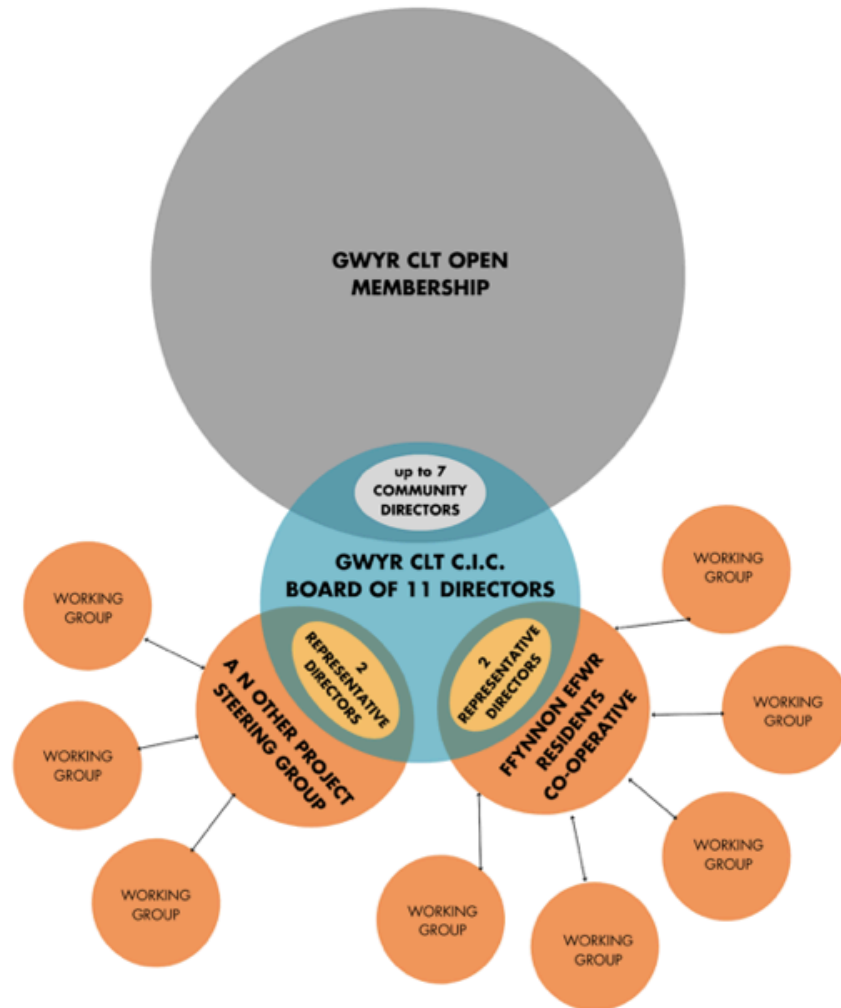 GWYR CLT OPEN
MEMBERSHIP
up to 7
COMMUNITY
DIRECTORS
GWYR CLT C.I.C.
BOARD OF 11 DIRECTORS
2
REPRESENTATIVE
DIRECTORS
2
REPRESENTATIVE
DIRECTORS
A N OTHER PROJECT
STEERING GROUP
FFYNNON EFWR
RESIDENTS
CO-OPERATIVE
WORKING
GROUP
WORKING
GROUP
WORKING
GROUP
WORKING
GROUP
WORKING
GROUP
WORKING
GROUP
WORKING
GROUP
WORKING
GROUP